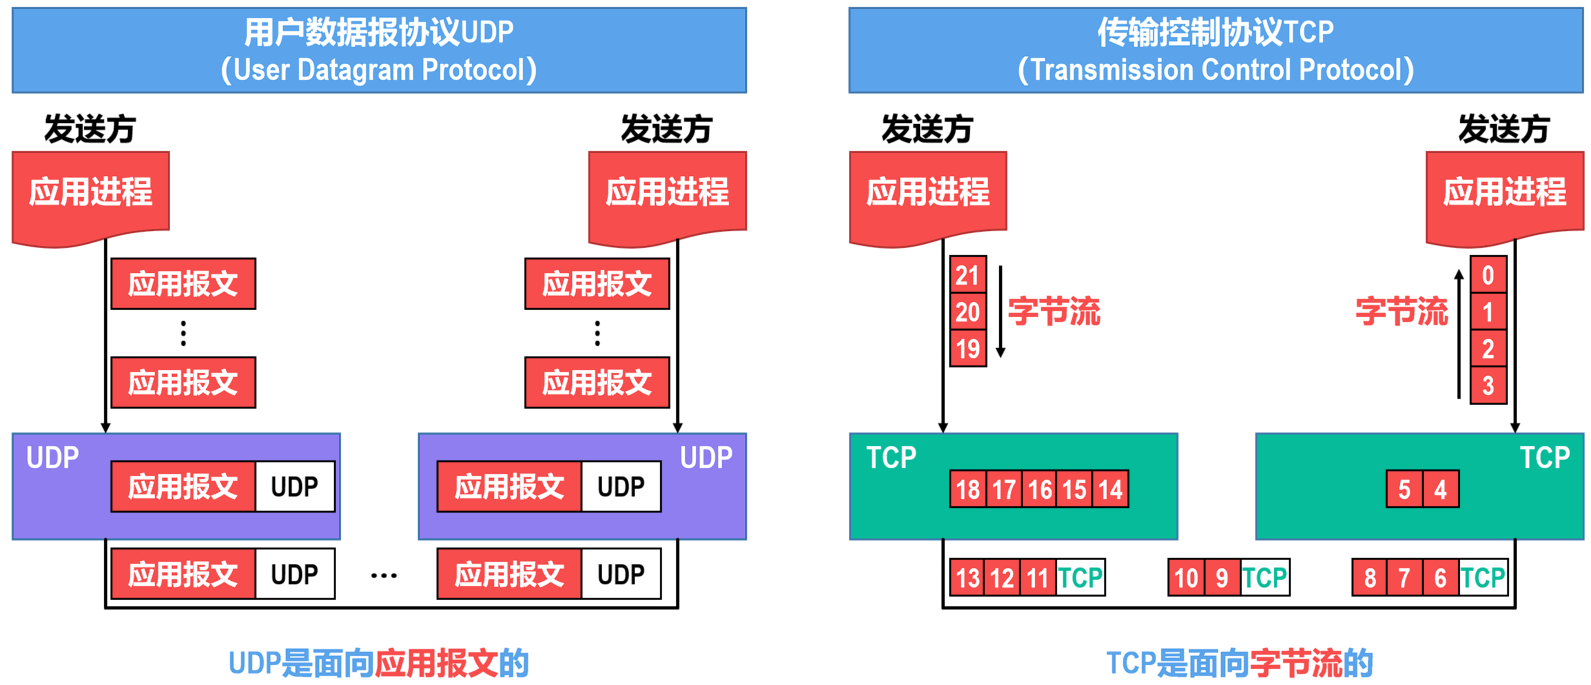 用户数据报协议UDP
（User Datagram Protocol）
发送方
发送方
应用进程
应用进程
应用报文
应用报文
⋮
⋮
应用报文
应用报文
UDP
UDP
应用报文 UDP
应用报文 UDP
应用报文 UDP
…
应用报文 UDP
UDP是面向应用报文的
传输控制协议TCP
（Transmission Control Protocol）
发送方
发送方
应用进程
应用进程
21
20
19
字节流
字节流
0
1
2
3
TCP
TCP
18 17 16 15 14
5 4
13 12 11 TCP
10 9 TCP
8 7 6 TCP
TCP是面向字节流的